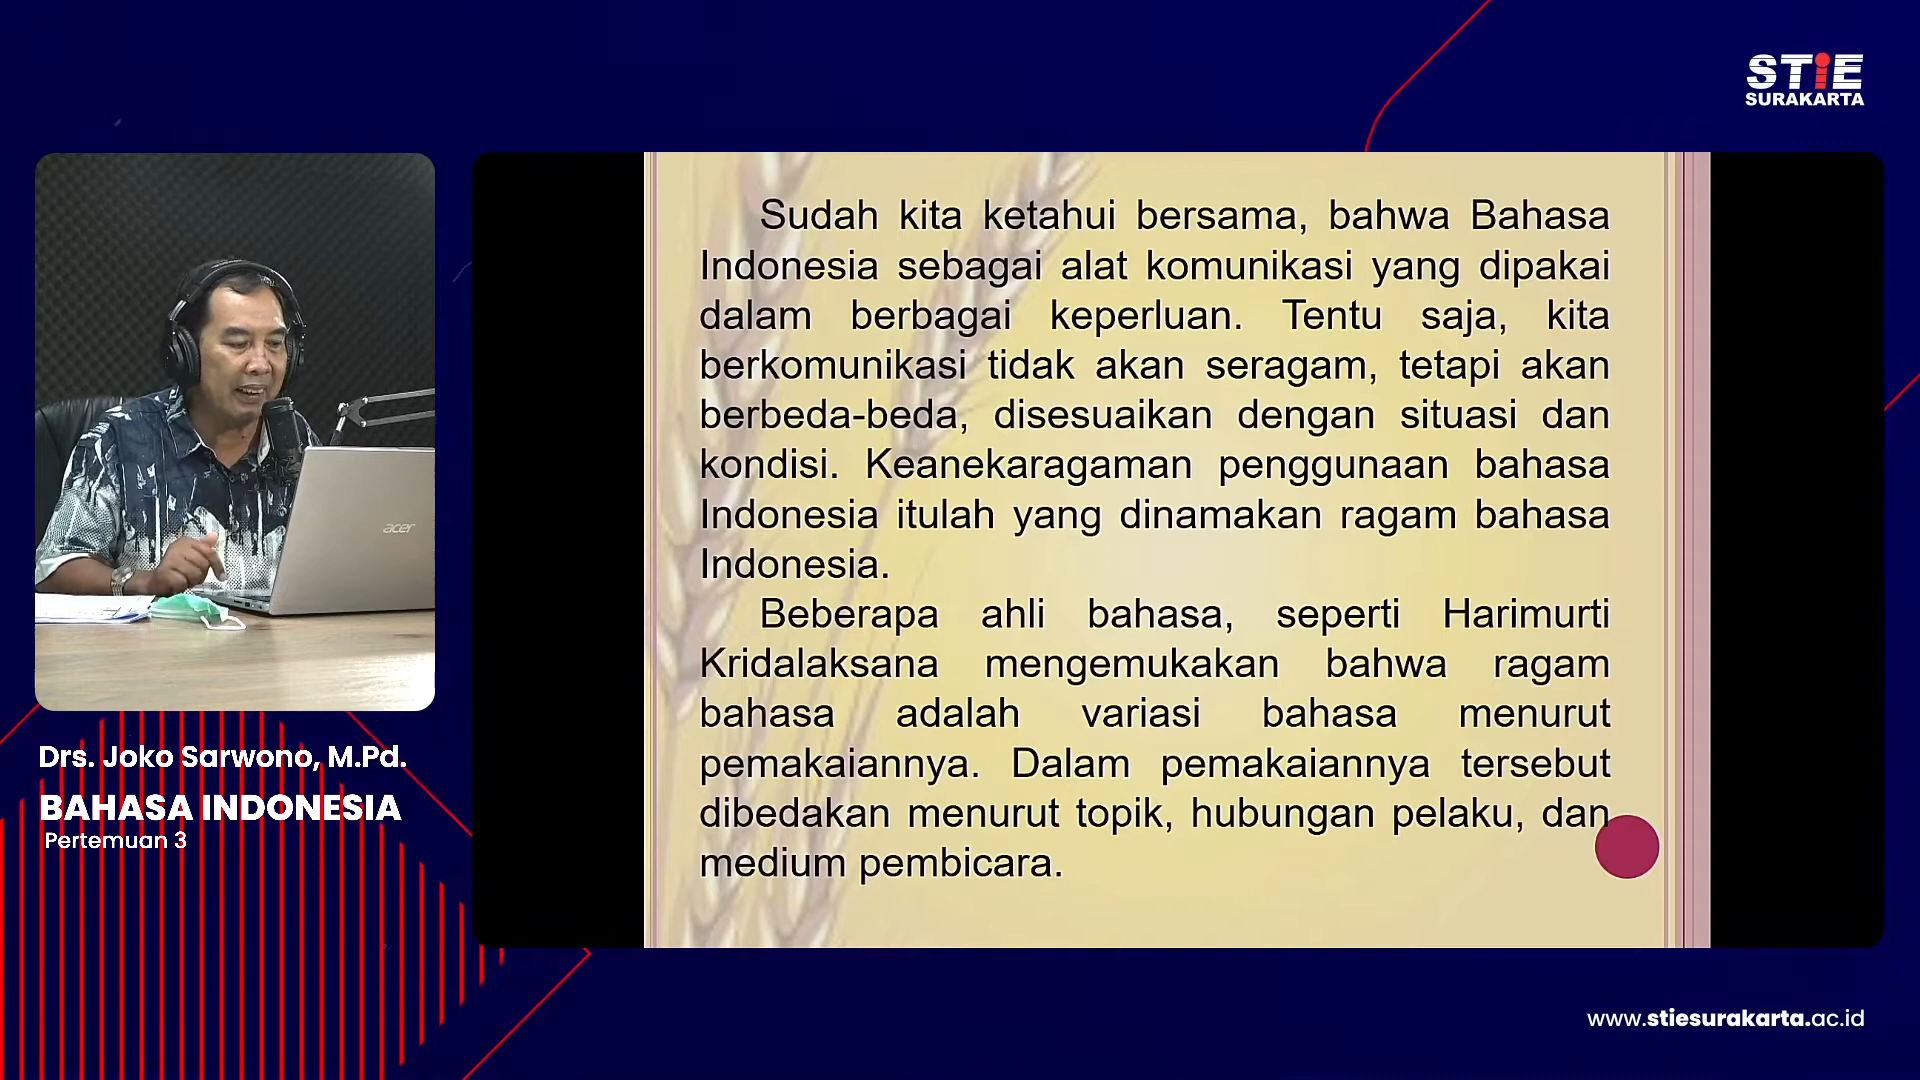 STiE
SURAKARTA
Sudah kita ketahui bersama, bahwa Bahasa
Indonesia sebagai alat komunikasi yang dipakai
dalam berbagai keperluan. Tentu saja, kita
berkomunikasi tidak akan seragam, tetapi akan
berbeda-beda, disesuaikan dengan situasi dan
kondisi. Keanekaragaman penggunaan bahasa
Indonesia itulah yang dinamakan ragam bahasa
Indonesia.
Beberapa ahli bahasa, seperti Harimurti
Kridalaksana mengemukakan bahwa ragam
bahasa adalah variasi bahasa menurut
pemakaiannya. Dalam pemakaiannya tersebut
dibedakan menurut topik, hubungan pelaku, dan
medium pembicara.
acer
Drs. Joko Sarwono, M.Pd.
BAHASA INDONESIA
Pertemuan 3
www.stiesurakarta.ac.id